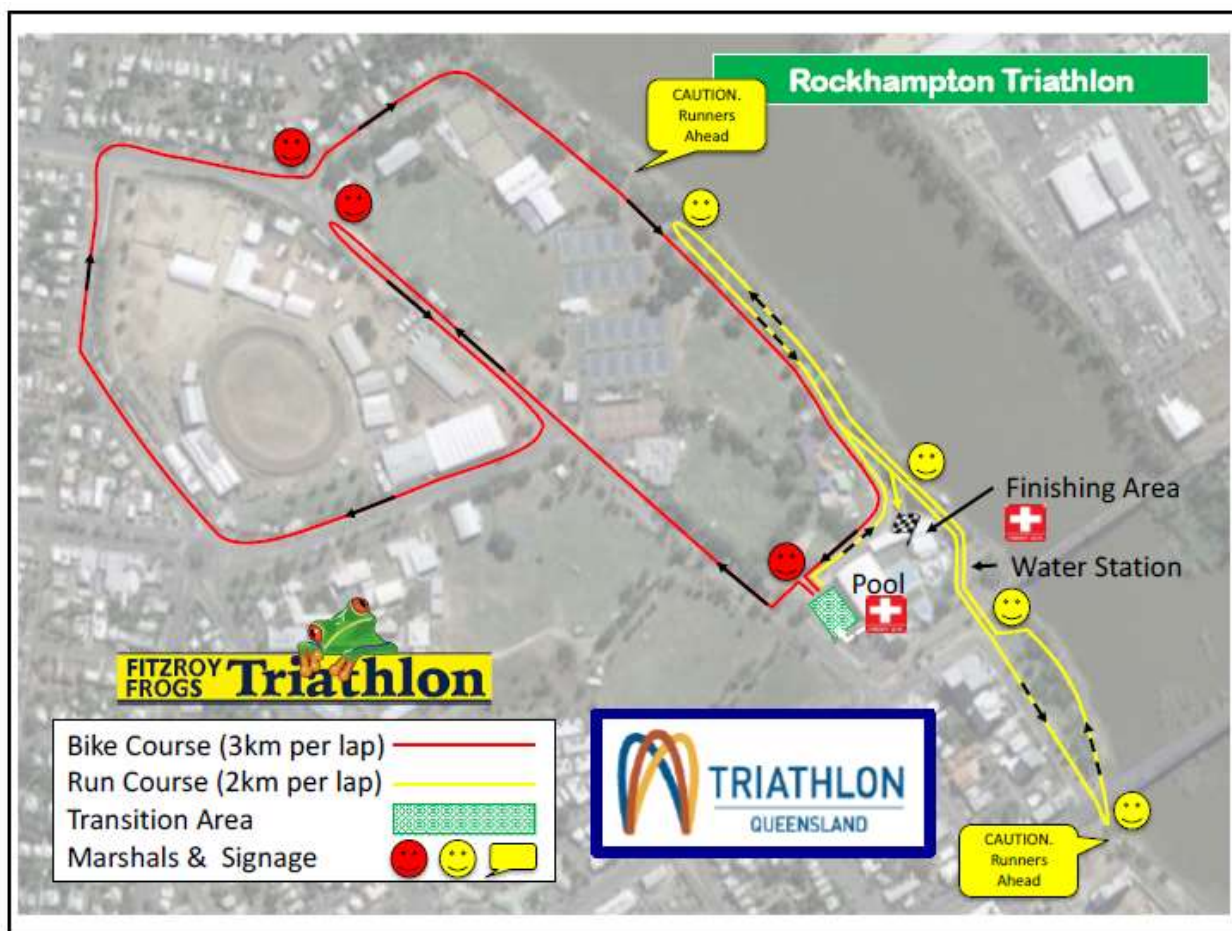 Rockhampton Triathlon
CAUTION.
Runners
Ahead
Finishing Area
Water Station
Pool
FITZROY
FROGS
Triathlon
Bike Course (3km per lap)
Run Course (2km per lap)
Transition Area
Marshals & Signage
TRIATHLON
QUEENSLAND
CAUTION.
Runners
Ahead